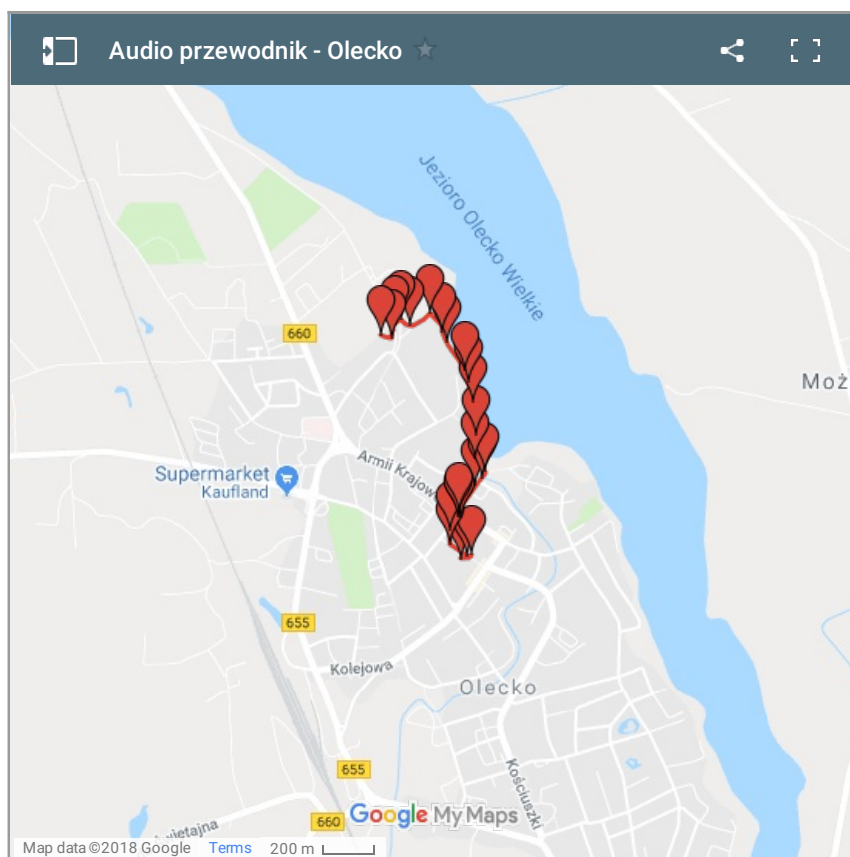 Audio przewodnik - Olecko
Jezioro Olecko Wielkie
660
Moż
Armii Krajow
Supermarket
Kaufland
655
Kolejowa
Olecko
655
Kościuszki
660
Google My Maps
Map data ©2018 Google Terms 200 m